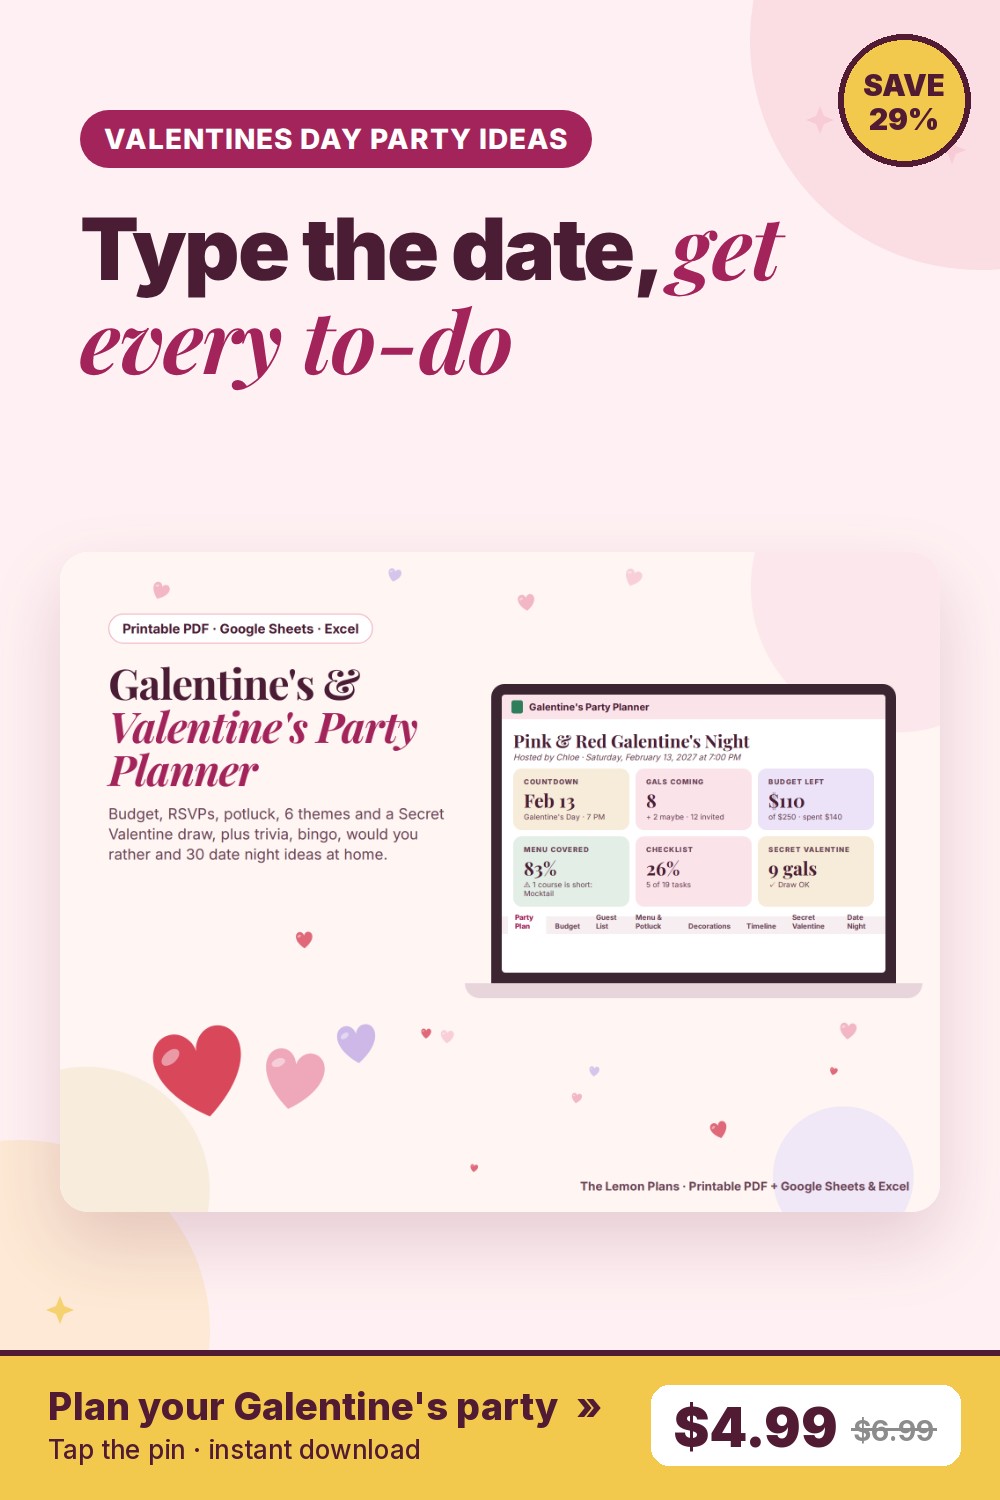 SAVE
29%
VALENTINES DAY PARTY IDEAS
Type the date, get
every to-do
Printable PDF · Google Sheets · Excel
Galentine's &
Valentine's Party
Planner
Budget, RSVPs, potluck, 6 themes and a Secret
Valentine draw, plus trivia, bingo, would you
rather and 30 date night ideas at home.
Galentine's Party Planner
Pink & Red Galentine's Night
Hosted by Chloe · Saturday, February 13, 2027 at 7:00 PM
COUNTDOWN
Feb 13
Galentine's Day · 7 PM
GALS COMING
8
+ 2 maybe · 12 invited
BUDGET LEFT
$110
of $250 · spent $140
MENU COVERED
83%
⚠ 1 course is short:
Mocktail
CHECKLIST
26%
5 of 19 tasks
SECRET VALENTINE
9 gals
✓ Draw OK
Party
Plan
Budget
Guest
List
Menu &
Potluck
Decorations
Timeline
Secret
Valentine
Date
Night
The Lemon Plans · Printable PDF + Google Sheets & Excel
Plan your Galentine's party »
Tap the pin · instant download
$4.99 $6.99